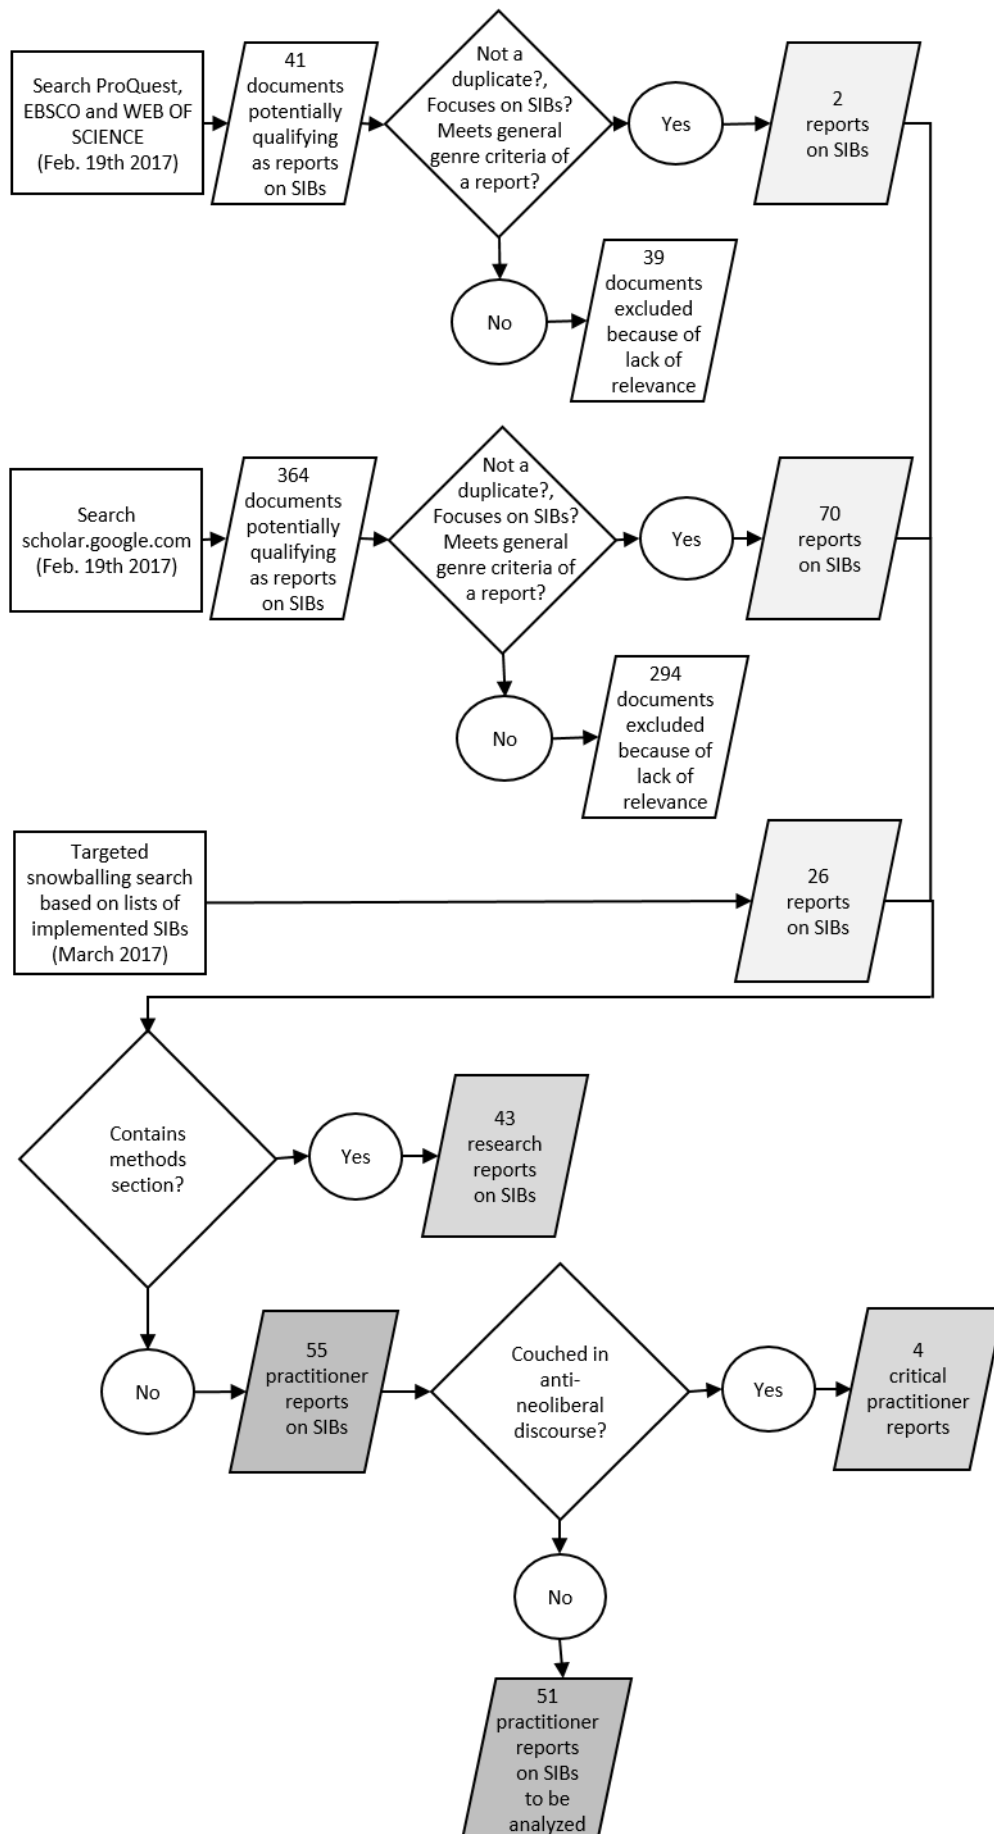 Search ProQuest,
EBSCO and WEB OF
SCIENCE
(Feb. 19th 2017)
41
documents
potentially
qualifying
as reports
on SIBs
Not a
duplicate?,
Focuses on SIBs?
Meets general
genre criteria of
a report?
Yes
2
reports
on SIBs
No
39
documents
excluded
because of
lack of
relevance
Search
scholar.google.com
(Feb. 19th 2017)
364
documents
potentially
qualifying
as reports
on SIBs
Not a
duplicate?,
Focuses on SIBs?
Meets general
genre criteria of
a report?
Yes
70
reports
on SIBs
No
294
documents
excluded
because of
lack of
relevance
Targeted
snowballing search
based on lists of
implemented SIBs
(March 2017)
26
reports
on SIBs
Contains
methods
section?
Yes
43
research
reports
on SIBs
No
55
practitioner
reports
on SIBs
Couched in
anti-
neoliberal
discourse?
Yes
4
critical
practitioner
reports
No
51
practitioner
reports
on SIBs
to be
analyzed